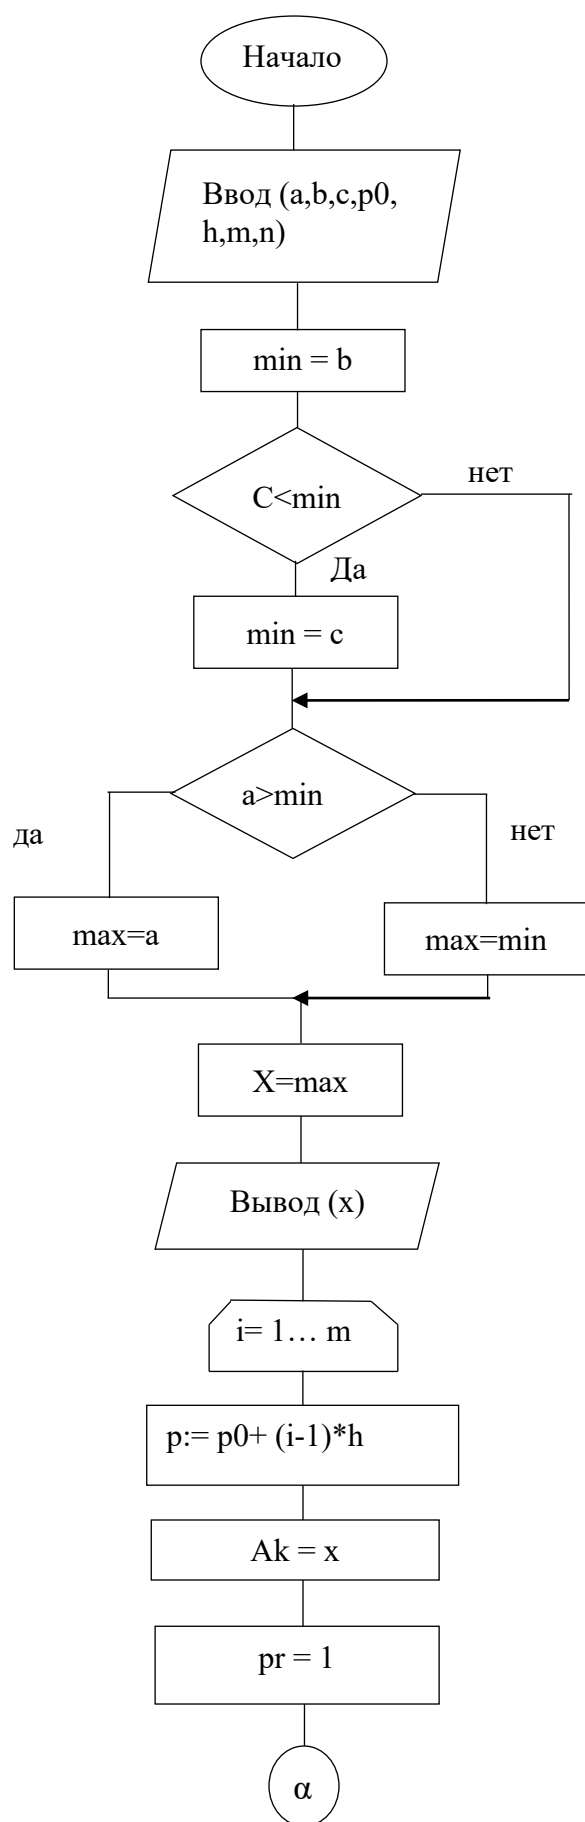 Начало
Ввод (a,b,c,p0,
h,m,n)
min = b
C<min
нет
Да
min = c
a>min
да
нет
max=a
max=min
X=max
Вывод (x)
i= 1… m
p:= p0+ (i-1)*h
Ak = x
pr = 1
α